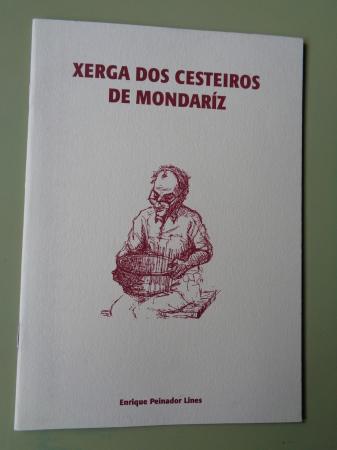 XERGA DOS CESTEIROS
DE MONDARÍZ
Enrique Peinador Lines